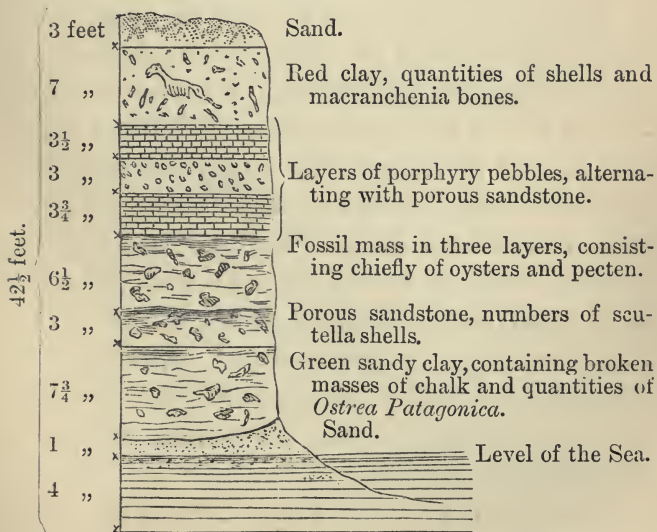 3 feet Sand.
7 „ Red clay, quantities of shells and
macranchenia bones.
3½ „
3 „ Layers of porphyry pebbles, alterna-
ting with porous sandstone.
3¾ „
42½ feet.
Fossil mass in three layers, consist-
6½ „ ing chiefly of oysters and pecten.
3 „ Porous sandstone, numbers of scu-
tella shells.
Green sandy clay, containing broken
7¾ „ masses of chalk and quantities of
Ostrea Patagonica.
Sand.
1 „ Level of the Sea.
4 „